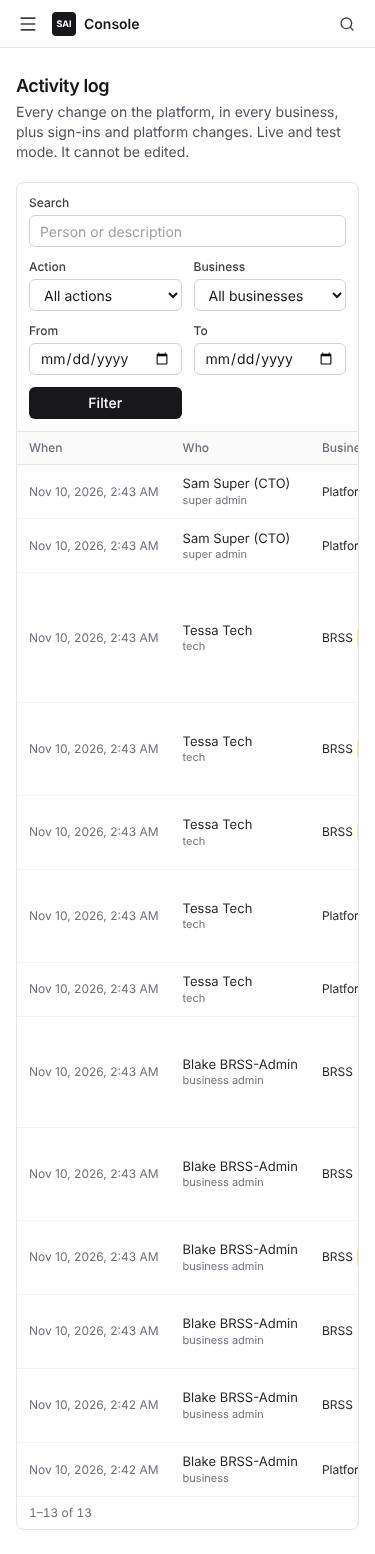 SAI Console
Activity log
Every change on the platform, in every business,
plus sign-ins and platform changes. Live and test
mode. It cannot be edited.
Search
Person or description
Action Business
All actions All businesses
From To
mm/dd/yyyy mm/dd/yyyy
Filter
When Who Busine
Nov 10, 2026, 2:43 AM Sam Super (CTO) Platfor
super admin
Nov 10, 2026, 2:43 AM Sam Super (CTO) Platfor
super admin
Nov 10, 2026, 2:43 AM Tessa Tech BRSS
tech
Nov 10, 2026, 2:43 AM Tessa Tech BRSS
tech
Nov 10, 2026, 2:43 AM Tessa Tech BRSS
tech
Nov 10, 2026, 2:43 AM Tessa Tech Platfor
tech
Nov 10, 2026, 2:43 AM Tessa Tech Platfor
tech
Nov 10, 2026, 2:43 AM Blake BRSS-Admin BRSS
business admin
Nov 10, 2026, 2:43 AM Blake BRSS-Admin BRSS
business admin
Nov 10, 2026, 2:43 AM Blake BRSS-Admin BRSS
business admin
Nov 10, 2026, 2:43 AM Blake BRSS-Admin BRSS
business admin
Nov 10, 2026, 2:42 AM Blake BRSS-Admin BRSS
business admin
Nov 10, 2026, 2:42 AM Blake BRSS-Admin Platfor
business
1–13 of 13